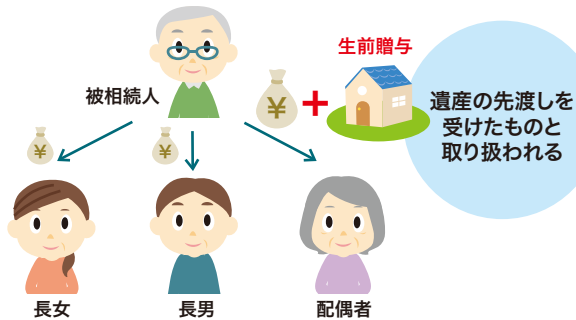 生前贈与
被相続人
¥
+
遺産の先渡しを
受けたものと
取り扱われる
¥
¥
長女
長男
配偶者